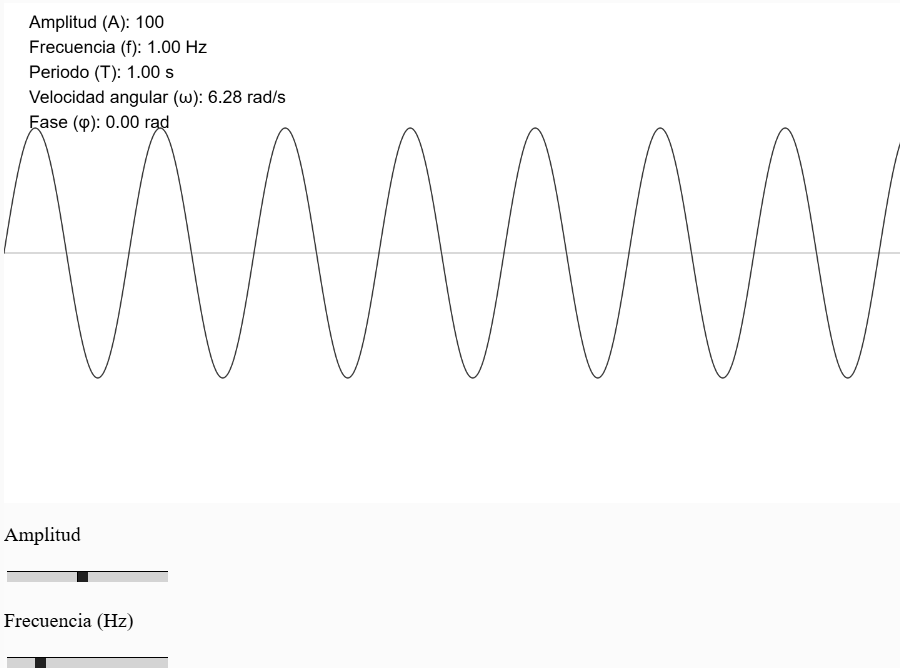 Amplitud (A): 100
Frecuencia (f): 1.00 Hz
Periodo (T): 1.00 s
Velocidad angular (ω): 6.28 rad/s
Fase (φ): 0.00 rad
Amplitud
Frecuencia (Hz)